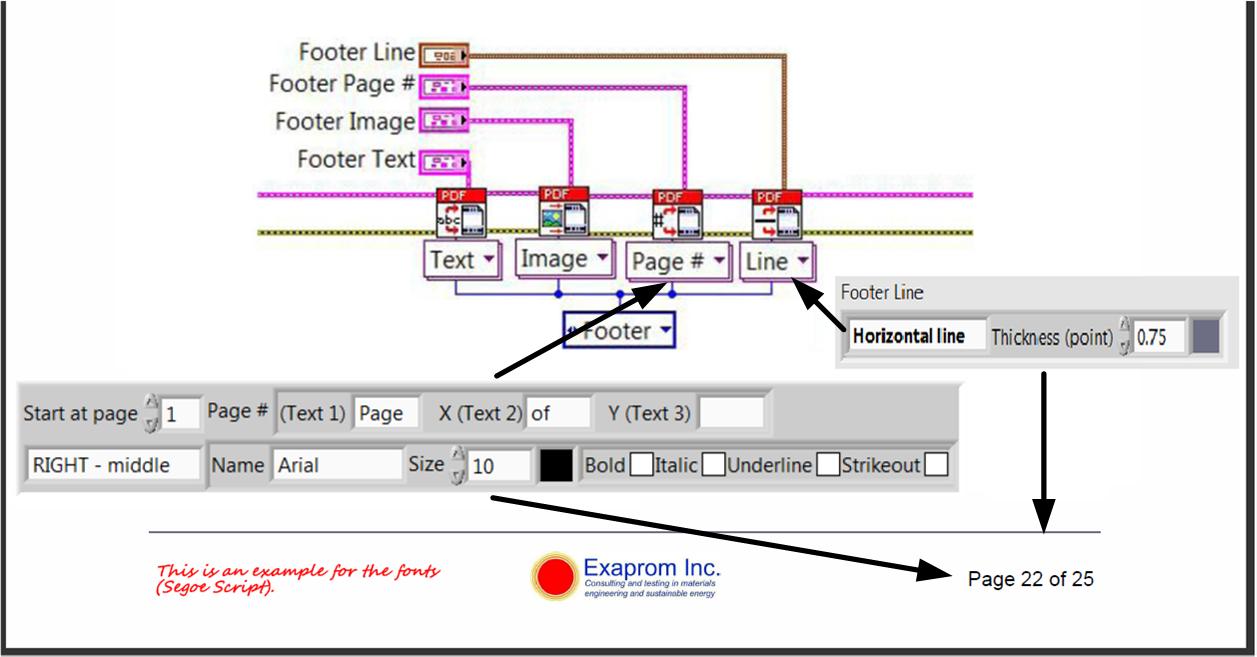 Footer Line
Footer Page #
Footer Image
Footer Text
PDF PDF PDF PDF
abc #
Text Image Page # Line
Footer
Footer Line
Horizontal line Thickness (point) 0.75
Start at page 1 Page # (Text 1) Page X (Text 2) of Y (Text 3)
RIGHT - middle Name Arial Size 10 Bold Italic Underline Strikeout
This is an example for the fonts
(Segoe Script).
Exaprom Inc.
Consulting and testing in materials
engineering and sustainable energy
Page 22 of 25